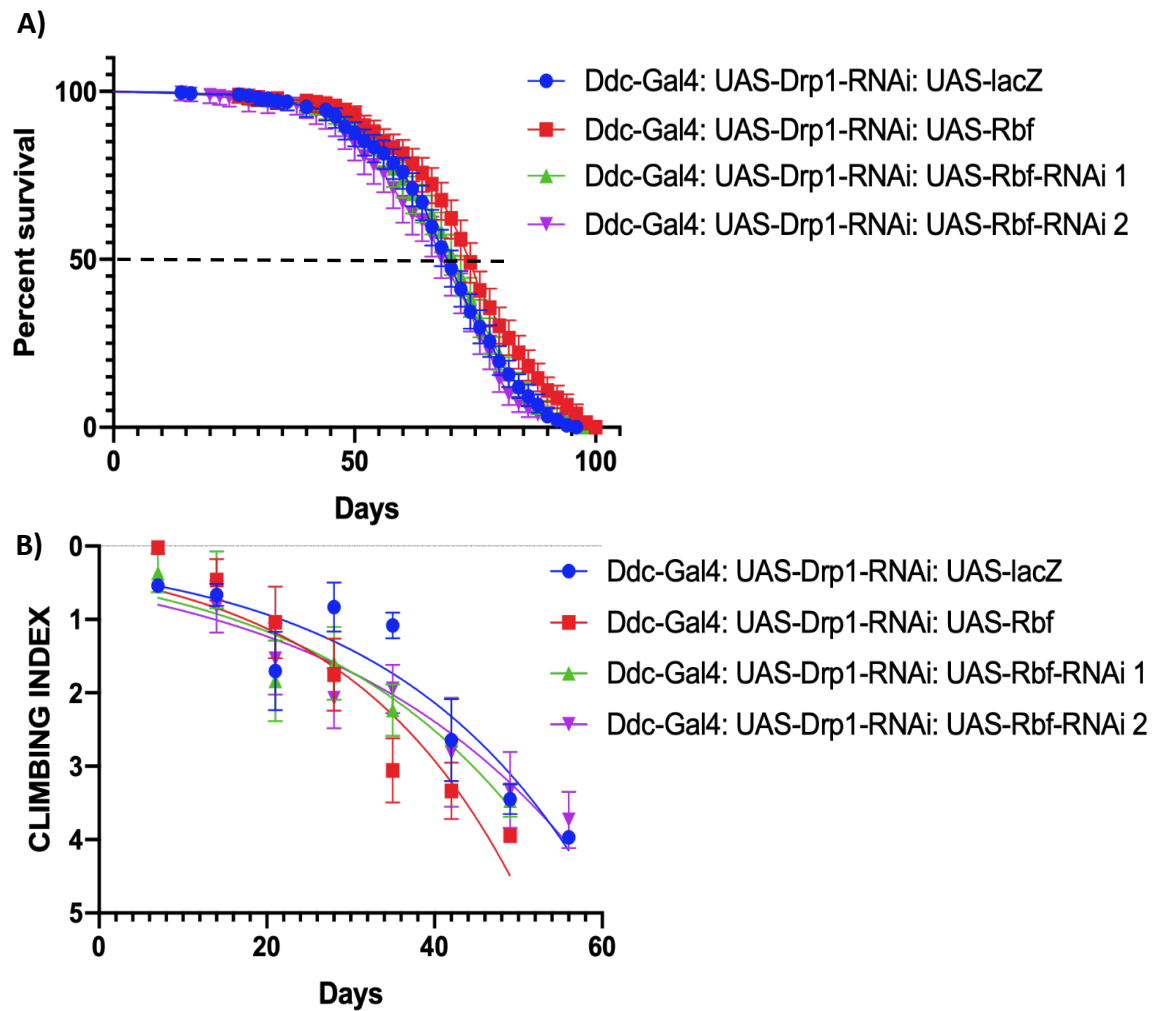 A)
100
50
0
0
50
100
Percent survival
Days
Ddc-Gal4: UAS-Drp1-RNAi: UAS-lacZ
Ddc-Gal4: UAS-Drp1-RNAi: UAS-Rbf
Ddc-Gal4: UAS-Drp1-RNAi: UAS-Rbf-RNAi 1
Ddc-Gal4: UAS-Drp1-RNAi: UAS-Rbf-RNAi 2
B)
0
1
2
3
4
5
0
20
40
60
CLIMBING INDEX
Days
Ddc-Gal4: UAS-Drp1-RNAi: UAS-lacZ
Ddc-Gal4: UAS-Drp1-RNAi: UAS-Rbf
Ddc-Gal4: UAS-Drp1-RNAi: UAS-Rbf-RNAi 1
Ddc-Gal4: UAS-Drp1-RNAi: UAS-Rbf-RNAi 2